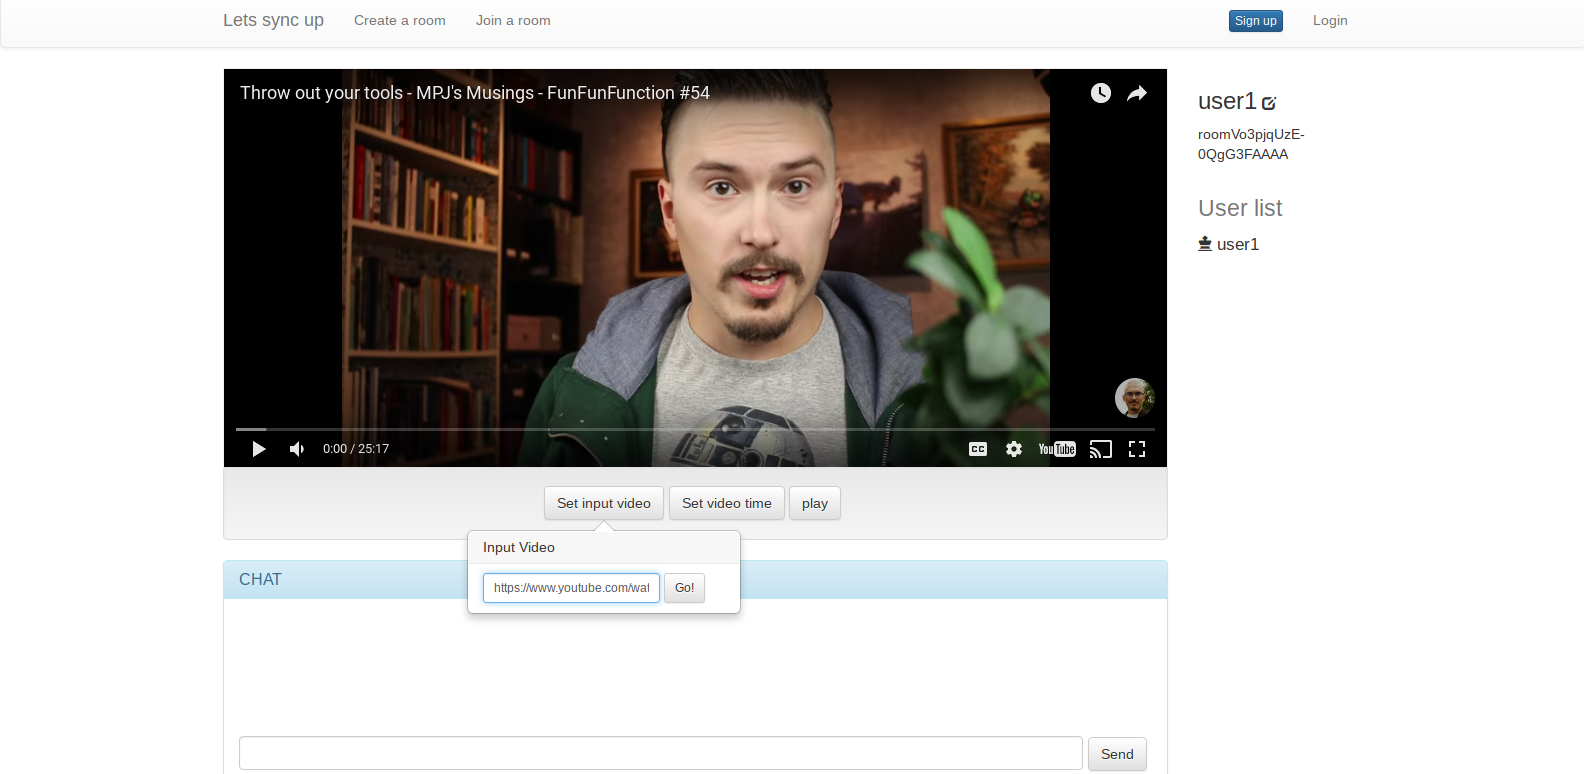 Lets sync up Create a room Join a room Sign up Login
Throw out your tools - MPJ's Musings - FunFunFunction #54
user1
roomVo3pjqUzE-
0QgG3FAAAA
User list
user1
0:00 / 25:17 CC YouTube
Set input video Set video time play
Input Video
https://www.youtube.com/wat Go!
CHAT
Send